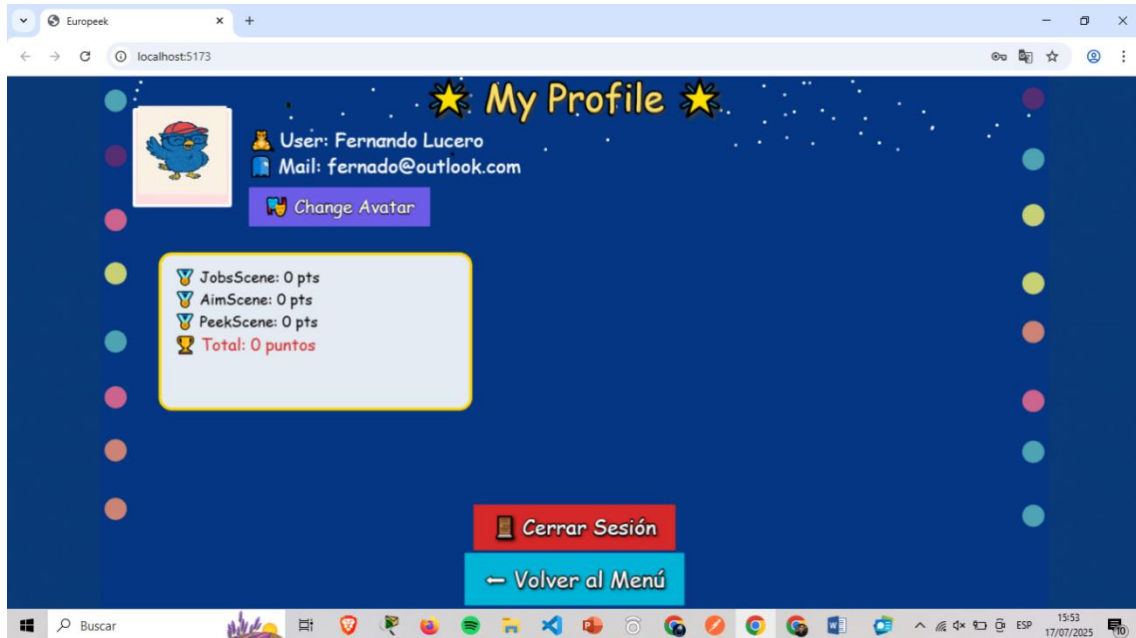 Europeek
localhost:5173
My Profile
User: Fernando Lucero
Mail: fernado@outlook.com
Change Avatar
JobsScene: 0 pts
AimScene: 0 pts
PeekScene: 0 pts
Total: 0 puntos
Cerrar Sesión
Volver al Menú
Buscar
ESP
15:53
17/07/2025
10